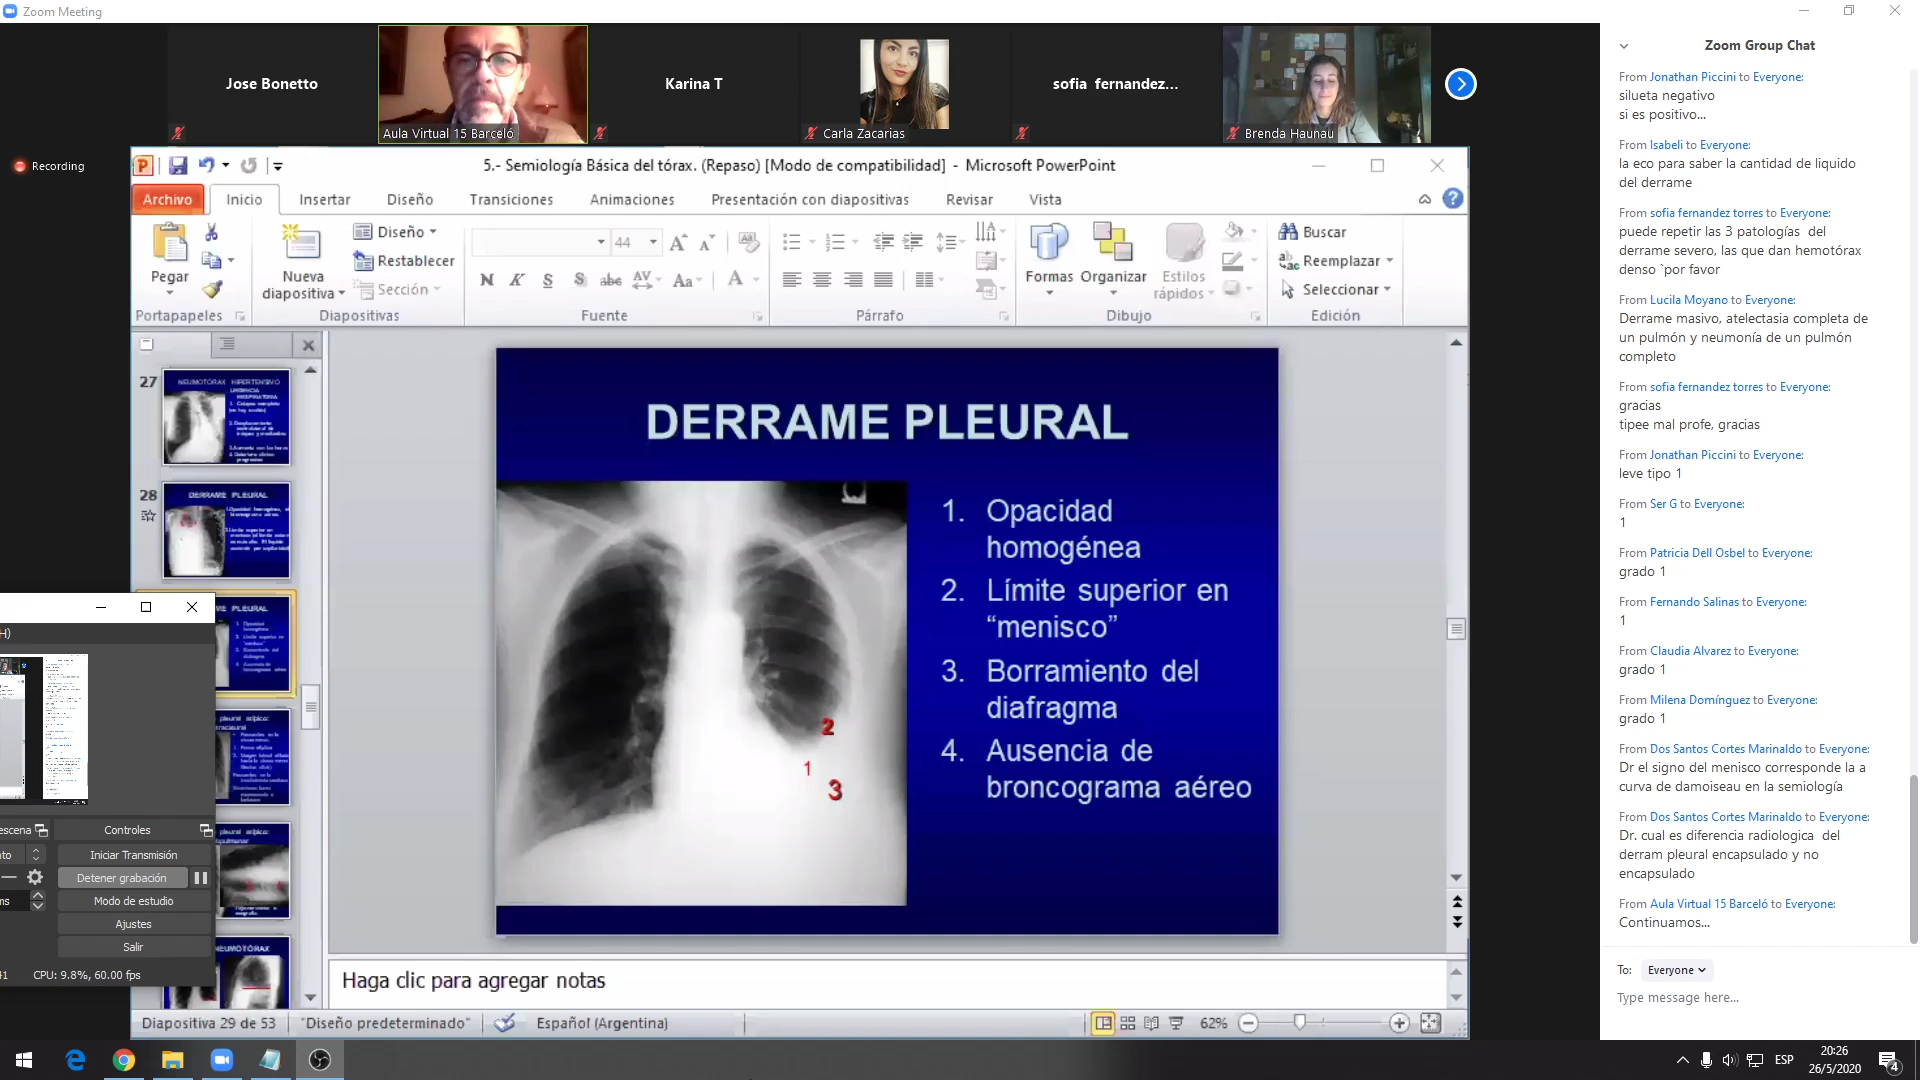 Zoom Meeting
Jose Bonetto
Aula Virtual 15 Barceló
Karina T
Carla Zacarias
sofia fernandez...
Brenda Haunau
Recording
5.- Semiología Básica del tórax. (Repaso) [Modo de compatibilidad] - Microsoft PowerPoint
Archivo
Inicio
Insertar
Diseño
Transiciones
Animaciones
Presentación con diapositivas
Revisar
Vista
Pegar
Portapapeles
Nueva
diapositiva
Diseño
Restablecer
Sección
Diapositivas
44
N K S S abc AV Aa A
Fuente
Párrafo
Formas
Organizar
Estilos
rápidos
Dibujo
Buscar
Reemplazar
Seleccionar
Edición
27
NEUMOTÓRAX HIPERTENSIVO
28
DERRAME PLEURAL
DERRAME PLEURAL
1. Opacidad
homogénea
2. Límite superior en
“menisco”
3. Borramiento del
diafragma
4. Ausencia de
broncograma aéreo
2
1
3
Haga clic para agregar notas
Diapositiva 29 de 53
"Diseño predeterminado"
Español (Argentina)
62%
H)
escena
Controles
nto
Iniciar Transmisión
Detener grabación
ms
Modo de estudio
Ajustes
Salir
41
CPU: 9.8%, 60.00 fps
Zoom Group Chat
From Jonathan Piccini to Everyone:
silueta negativo
si es positivo...
From Isabeli to Everyone:
la eco para saber la cantidad de liquido
del derrame
From sofia fernandez torres to Everyone:
puede repetir las 3 patologías del
derrame severo, las que dan hemotórax
denso `por favor
From Lucila Moyano to Everyone:
Derrame masivo, atelectasia completa de
un pulmón y neumonía de un pulmón
completo
From sofia fernandez torres to Everyone:
gracias
tipee mal profe, gracias
From Jonathan Piccini to Everyone:
leve tipo 1
From Ser G to Everyone:
1
From Patricia Dell Osbel to Everyone:
grado 1
From Fernando Salinas to Everyone:
1
From Claudia Alvarez to Everyone:
grado 1
From Milena Domínguez to Everyone:
grado 1
From Dos Santos Cortes Marinaldo to Everyone:
Dr el signo del menisco corresponde la a
curva de damoiseau en la semiología
From Dos Santos Cortes Marinaldo to Everyone:
Dr. cual es diferencia radiologica del
derram pleural encapsulado y no
encapsulado
From Aula Virtual 15 Barceló to Everyone:
Continuamos...
To: Everyone
Type message here...
ESP
20:26
26/5/2020
4